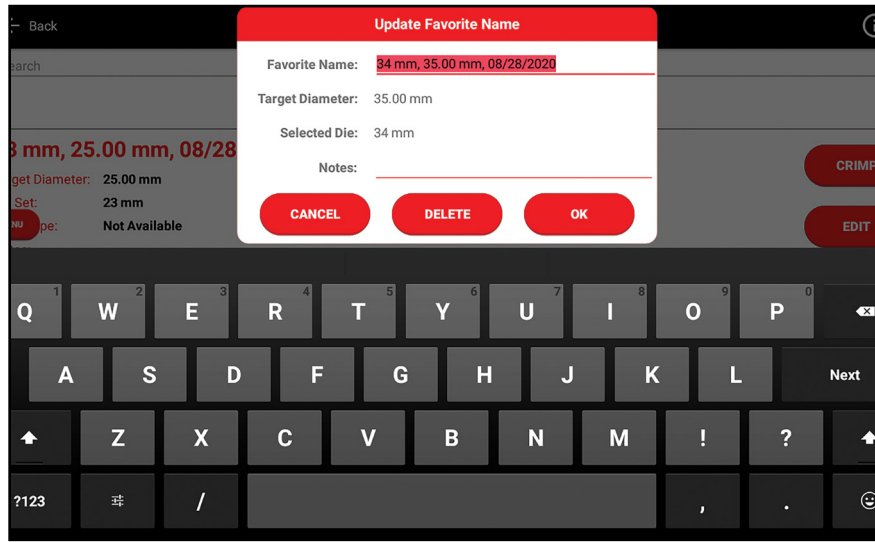 Back
Update Favorite Name
earch
Favorite Name: 34 mm, 35.00 mm, 08/28/2020
Target Diameter: 35.00 mm
Selected Die: 34 mm
Notes:
CANCEL DELETE OK
3 mm, 25.00 mm, 08/28
get Diameter: 25.00 mm
Set: 23 mm
NU pe: Not Available
CRIMP
EDIT
1 2 3 4 5 6 7 8 9 0
Q W E R T Y U I O P
A S D F G H J K L Next
Z X C V B N M ! ?
?123 / , .